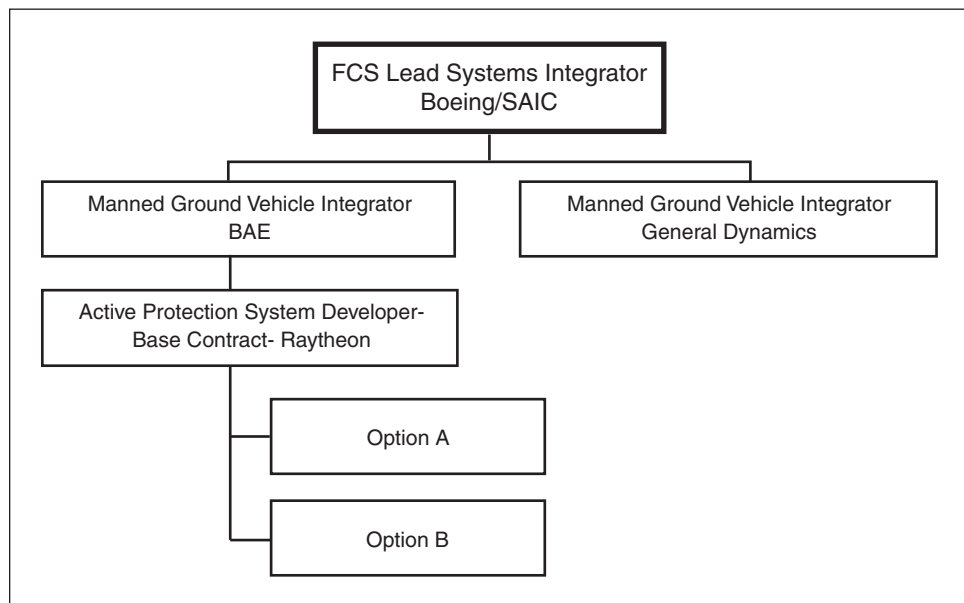 FCS Lead Systems Integrator
Boeing/SAIC
Manned Ground Vehicle Integrator
BAE
Manned Ground Vehicle Integrator
General Dynamics
Active Protection System Developer-
Base Contract- Raytheon
Option A
Option B